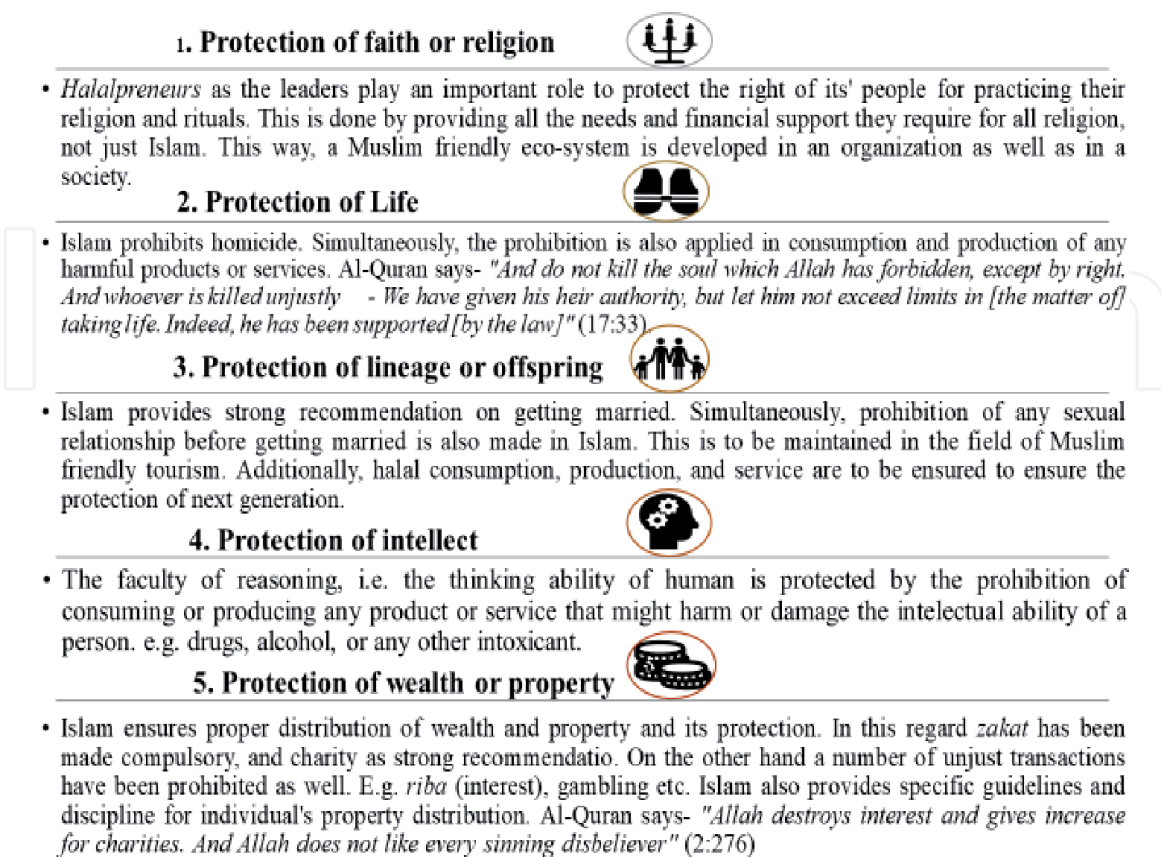 1. Protection of faith or religion
• Halalpreneurs as the leaders play an important role to protect the right of its' people for practicing their
religion and rituals. This is done by providing all the needs and financial support they require for all religion,
not just Islam. This way, a Muslim friendly eco-system is developed in an organization as well as in a
society.
2. Protection of Life
• Islam prohibits homicide. Simultaneously, the prohibition is also applied in consumption and production of any
harmful products or services. Al-Quran says- "And do not kill the soul which Allah has forbidden, except by right.
And whoever is killed unjustly - We have given his heir authority, but let him not exceed limits in [the matter of]
taking life. Indeed, he has been supported [by the law]" (17:33)
3. Protection of lineage or offspring
• Islam provides strong recommendation on getting married. Simultaneously, prohibition of any sexual
relationship before getting married is also made in Islam. This is to be maintained in the field of Muslim
friendly tourism. Additionally, halal consumption, production, and service are to be ensured to ensure the
protection of next generation.
4. Protection of intellect
• The faculty of reasoning, i.e. the thinking ability of human is protected by the prohibition of
consuming or producing any product or service that might harm or damage the intelectual ability of a
person. e.g. drugs, alcohol, or any other intoxicant.
5. Protection of wealth or property
• Islam ensures proper distribution of wealth and property and its protection. In this regard zakat has been
made compulsory, and charity as strong recommendatio. On the other hand a number of unjust transactions
have been prohibited as well. E.g. riba (interest), gambling etc. Islam also provides specific guidelines and
discipline for individual's property distribution. Al-Quran says- "Allah destroys interest and gives increase
for charities. And Allah does not like every sinning disbeliever" (2:276)